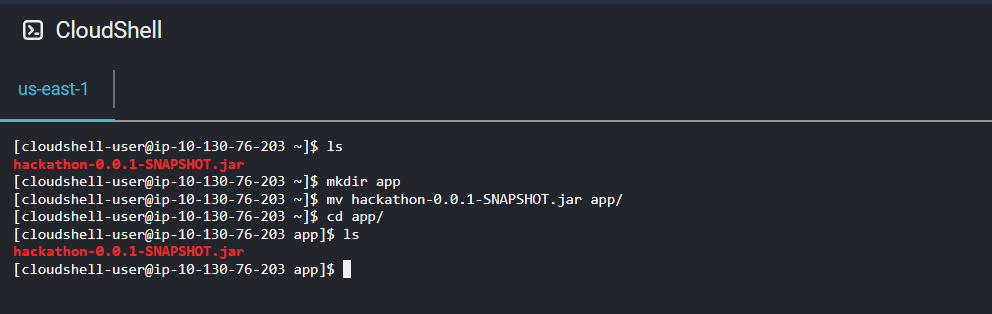 CloudShell
us-east-1
[cloudshell-user@ip-10-130-76-203 ~]$ ls
hackathon-0.0.1-SNAPSHOT.jar
[cloudshell-user@ip-10-130-76-203 ~]$ mkdir app
[cloudshell-user@ip-10-130-76-203 ~]$ mv hackathon-0.0.1-SNAPSHOT.jar app/
[cloudshell-user@ip-10-130-76-203 ~]$ cd app/
[cloudshell-user@ip-10-130-76-203 app]$ ls
hackathon-0.0.1-SNAPSHOT.jar
[cloudshell-user@ip-10-130-76-203 app]$